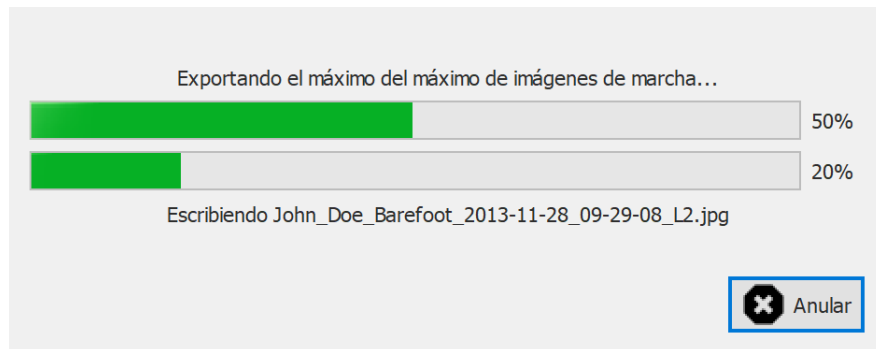 Exportando el máximo del máximo de imágenes de marcha...
50%
20%
Escribiendo John_Doe_Barefoot_2013-11-28_09-29-08_L2.jpg
Anular